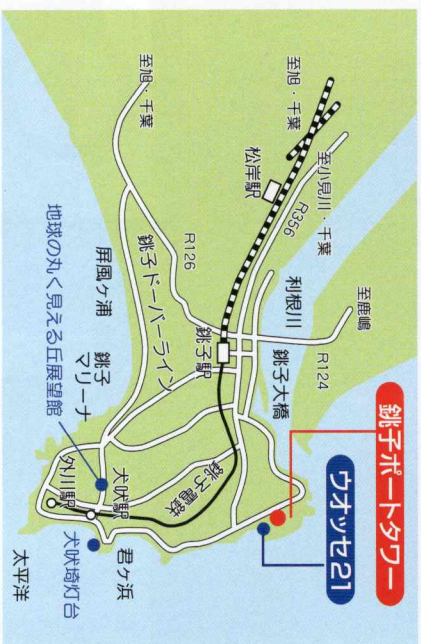 至旭・千葉
至旭・千葉
至小見川・千葉
松岸駅
R356
至鹿嶋
利根川
R126
銚子ドーバーライン
銚子大橋
R124
銚子駅
屏風ヶ浦
銚子
マリーナ
地球の丸く見える丘展望館
銚子ポートタワー
ウオッセ21
銚子電鉄
犬吠駅
外川駅
君ヶ浜
犬吠埼灯台
太平洋